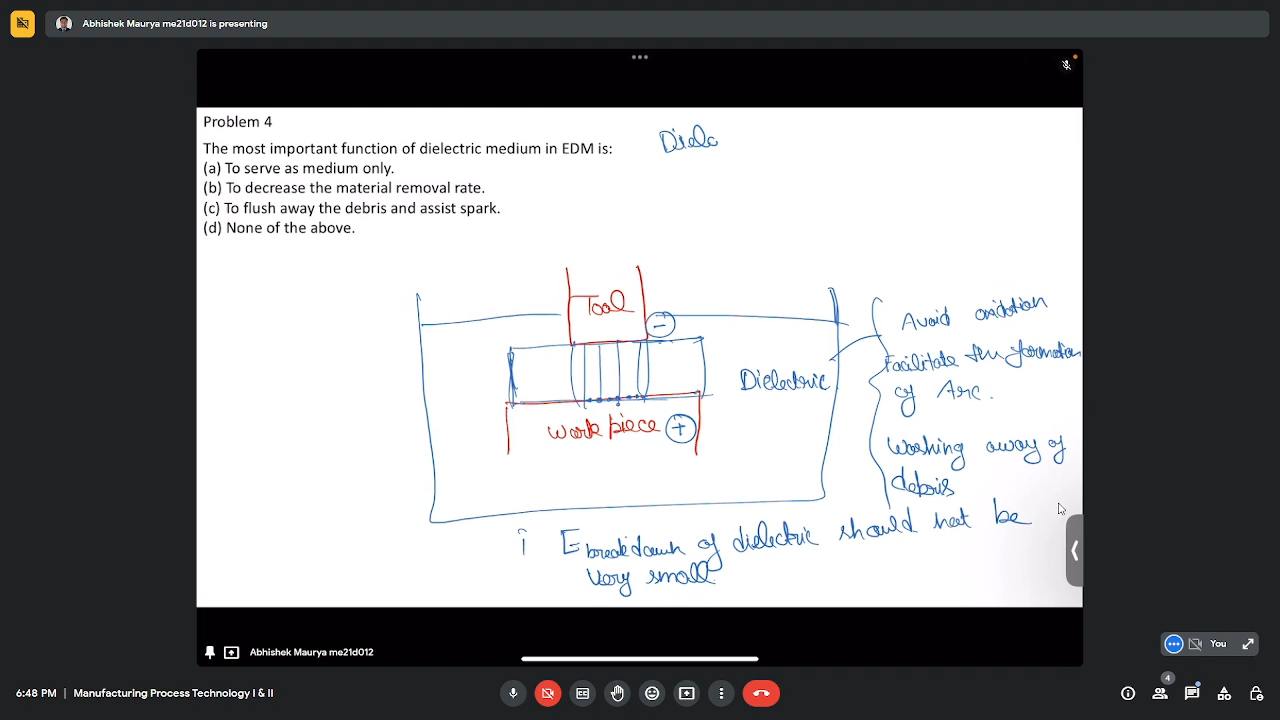 Abhishek Maurya me21d012 is presenting
Problem 4
The most important function of dielectric medium in EDM is:
(a) To serve as medium only.
(b) To decrease the material removal rate.
(c) To flush away the debris and assist spark.
(d) None of the above.
Dielc
Tool
−
Dielectric
Work piece +
Avoid oxidation
Facilitate the formation
of Arc.
Washing away of
debris
i E breakdown of dielectric should not be
very small
Abhishek Maurya me21d012
You
6:48 PM | Manufacturing Process Technology I & II
4